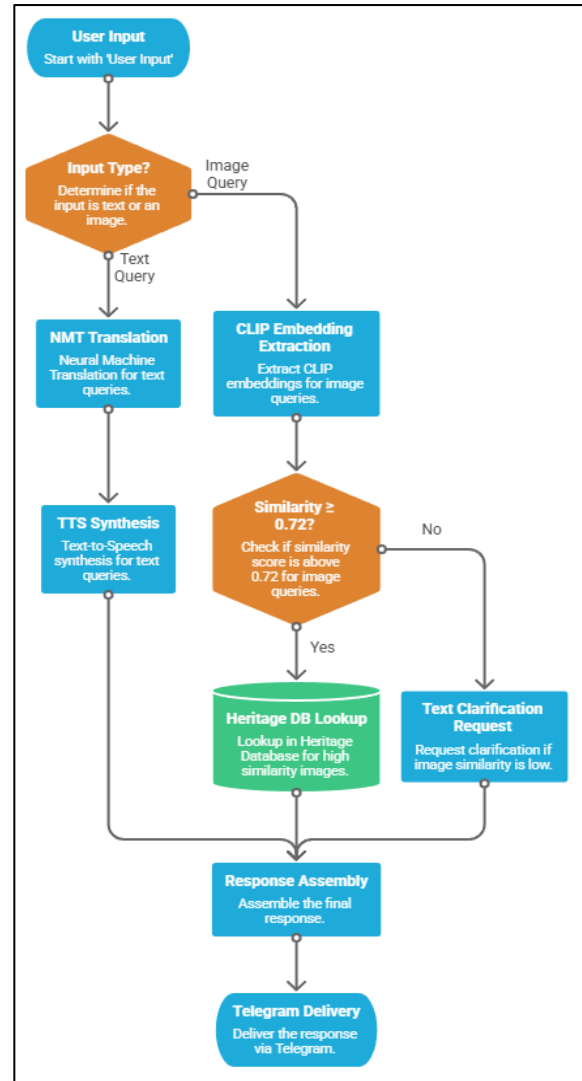 User Input
Start with 'User Input'
Input Type?
Determine if the
input is text or an
image.
Image
Query
Text
Query
NMT Translation
Neural Machine
Translation for text
queries.
CLIP Embedding
Extraction
Extract CLIP
embeddings for image
queries.
TTS Synthesis
Text-to-Speech
synthesis for text
queries.
Similarity ≥
0.72?
Check if similarity
score is above
0.72 for image
queries.
No
Yes
Heritage DB Lookup
Lookup in Heritage
Database for high
similarity images.
Text Clarification
Request
Request clarification if
image similarity is low.
Response Assembly
Assemble the final
response.
Telegram Delivery
Deliver the response
via Telegram.